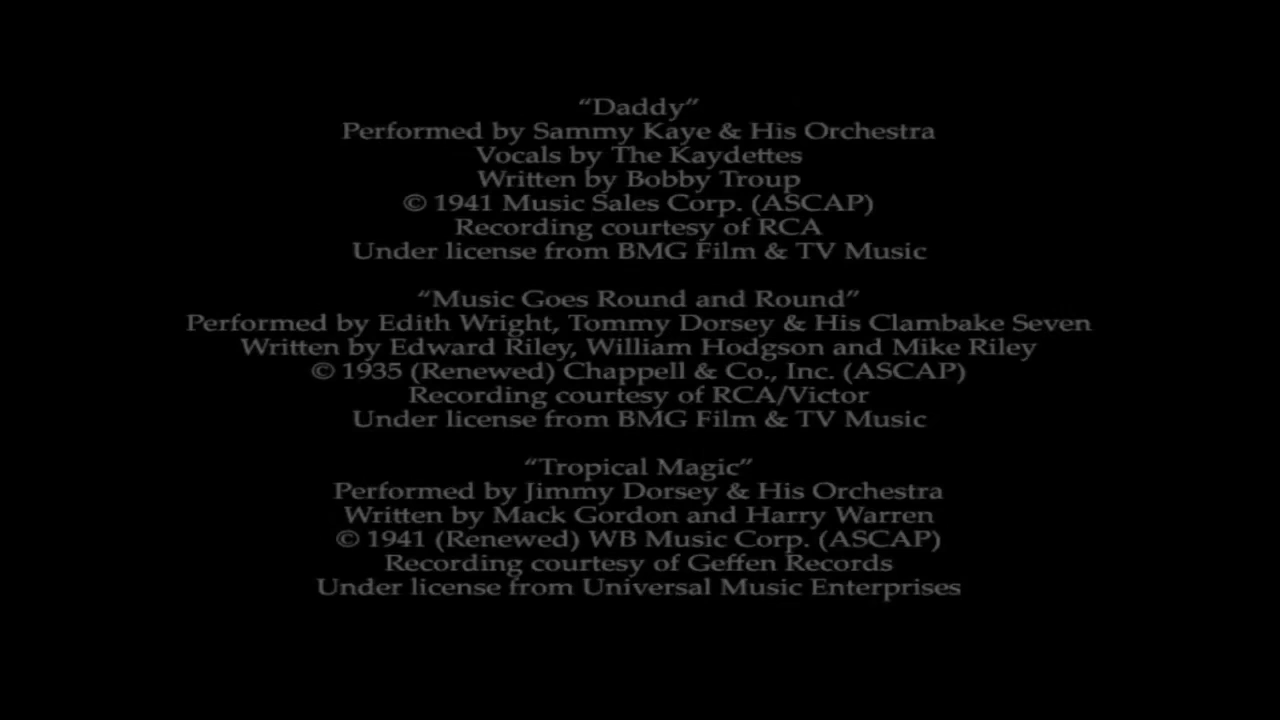 “Daddy”
Performed by Sammy Kaye & His Orchestra
Vocals by The Kaydettes
Written by Bobby Troup
© 1941 Music Sales Corp. (ASCAP)
Recording courtesy of RCA
Under license from BMG Film & TV Music
“Music Goes Round and Round”
Performed by Edith Wright, Tommy Dorsey & His Clambake Seven
Written by Edward Riley, William Hodgson and Mike Riley
© 1935 (Renewed) Chappell & Co., Inc. (ASCAP)
Recording courtesy of RCA/Victor
Under license from BMG Film & TV Music
“Tropical Magic”
Performed by Jimmy Dorsey & His Orchestra
Written by Mack Gordon and Harry Warren
© 1941 (Renewed) WB Music Corp. (ASCAP)
Recording courtesy of Geffen Records
Under license from Universal Music Enterprises